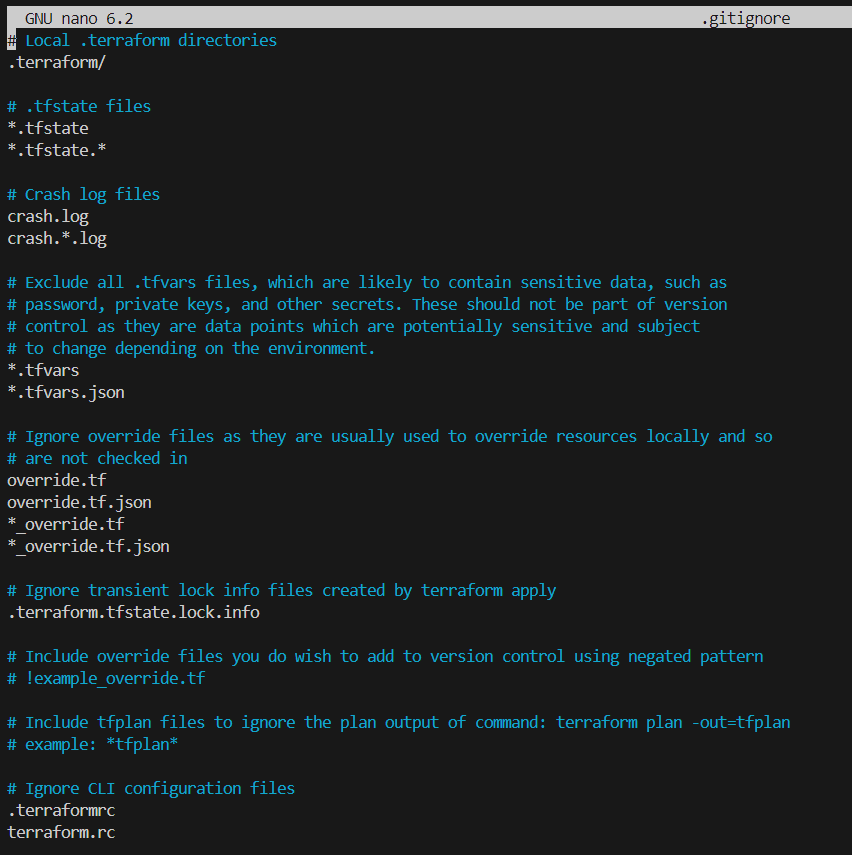 GNU nano 6.2 .gitignore
# Local .terraform directories
.terraform/
# .tfstate files
*.tfstate
*.tfstate.*
# Crash log files
crash.log
crash.*.log
# Exclude all .tfvars files, which are likely to contain sensitive data, such as
# password, private keys, and other secrets. These should not be part of version
# control as they are data points which are potentially sensitive and subject
# to change depending on the environment.
*.tfvars
*.tfvars.json
# Ignore override files as they are usually used to override resources locally and so
# are not checked in
override.tf
override.tf.json
*_override.tf
*_override.tf.json
# Ignore transient lock info files created by terraform apply
.terraform.tfstate.lock.info
# Include override files you do wish to add to version control using negated pattern
# !example_override.tf
# Include tfplan files to ignore the plan output of command: terraform plan -out=tfplan
# example: *tfplan*
# Ignore CLI configuration files
.terraformrc
terraform.rc